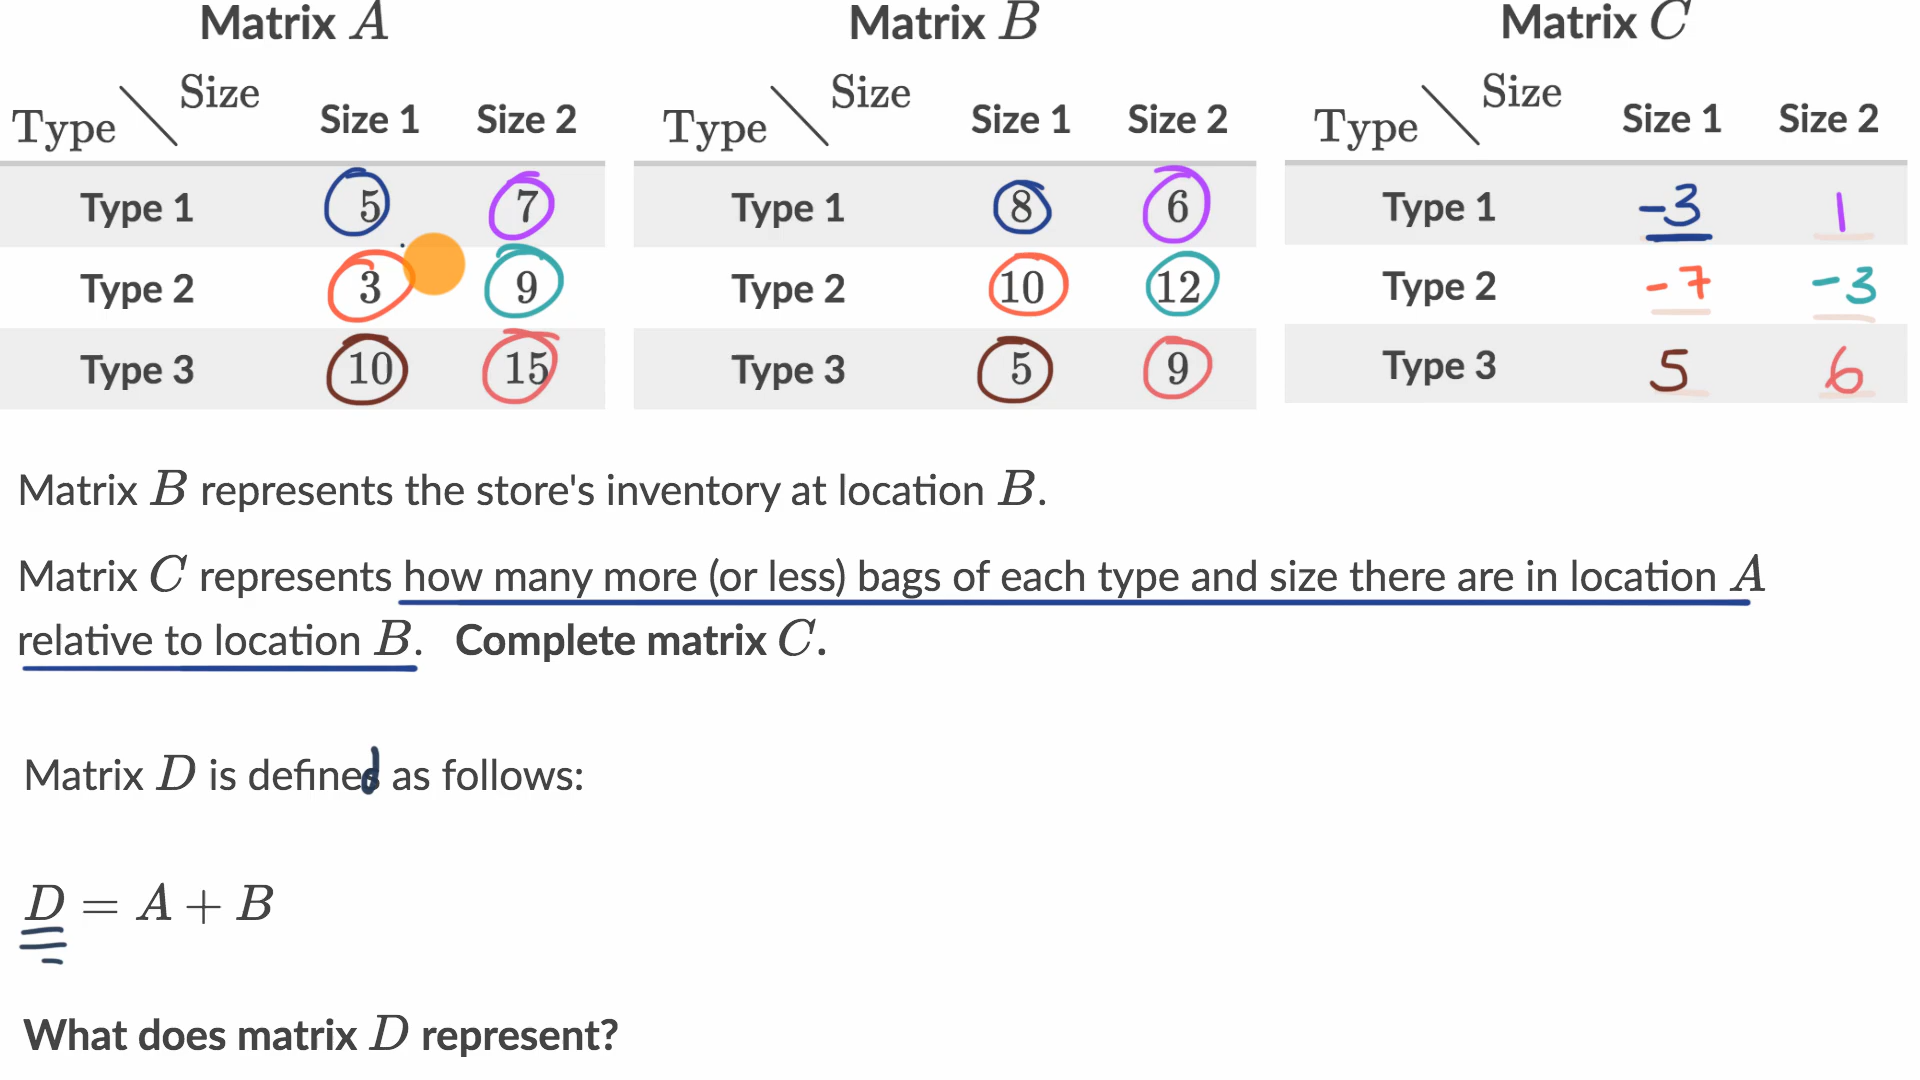 Matrix A Matrix B Matrix C
Type \ Size Size 1 Size 2 Type \ Size Size 1 Size 2 Type \ Size Size 1 Size 2
Type 1 5 7 Type 1 8 6 Type 1 -3 1
Type 2 3 9 Type 2 10 12 Type 2 -7 -3
Type 3 10 15 Type 3 5 9 Type 3 5 6
Matrix B represents the store's inventory at location B.
Matrix C represents how many more (or less) bags of each type and size there are in location A
relative to location B. Complete matrix C.
Matrix D is defined as follows:
D = A + B
What does matrix D represent?